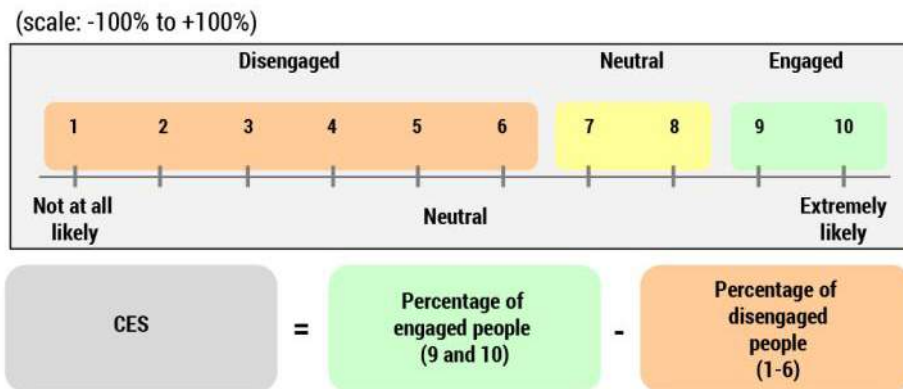 (scale: -100% to +100%)
Disengaged Neutral Engaged
1 2 3 4 5 6 7 8 9 10
Not at all
likely
Neutral
Extremely
likely
CES
=
Percentage of
engaged people
(9 and 10)
-
Percentage of
disengaged
people
(1-6)